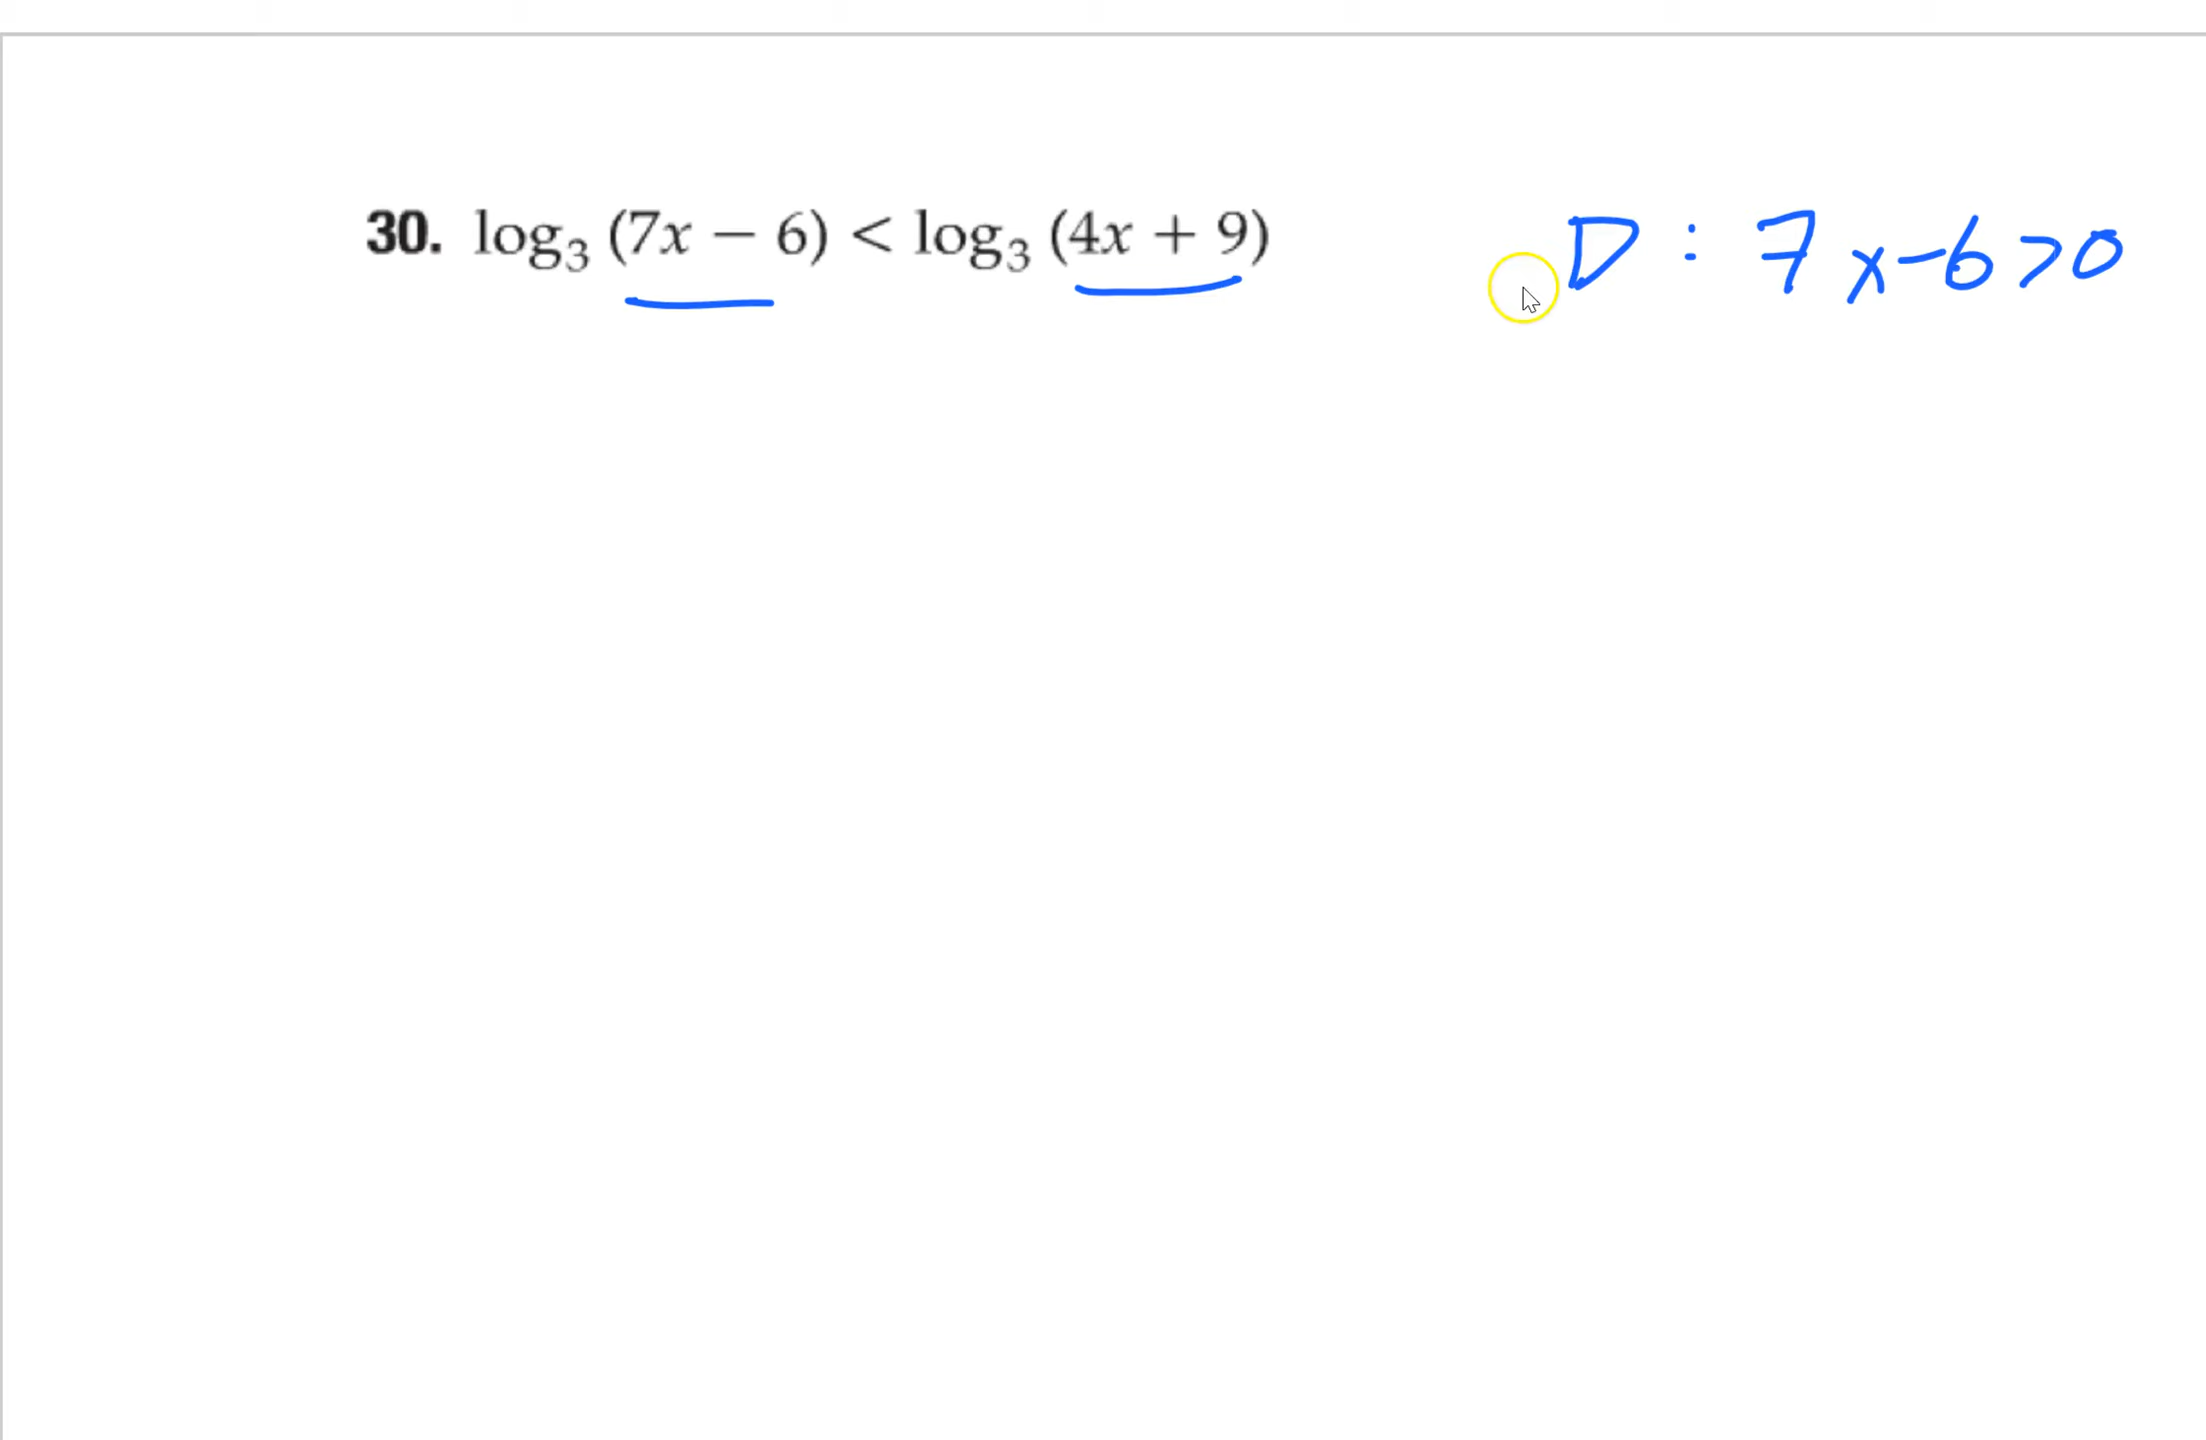 30. log₃ (7x − 6) < log₃ (4x + 9)
D : 7x-6>0